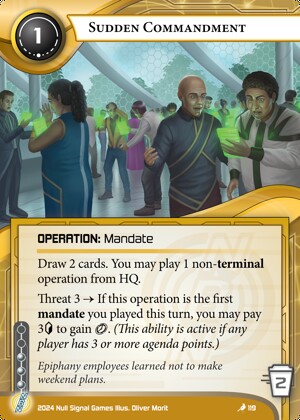 1
SUDDEN COMMANDMENT
OPERATION: Mandate
Draw 2 cards. You may play 1 non-terminal
operation from HQ.
Threat 3 → If this operation is the first
mandate you played this turn, you may pay
3 to gain . (This ability is active if any
player has 3 or more agenda points.)
Epiphany employees learned not to make
weekend plans.
2
2024 Null Signal Games Illus. Oliver Morit
119